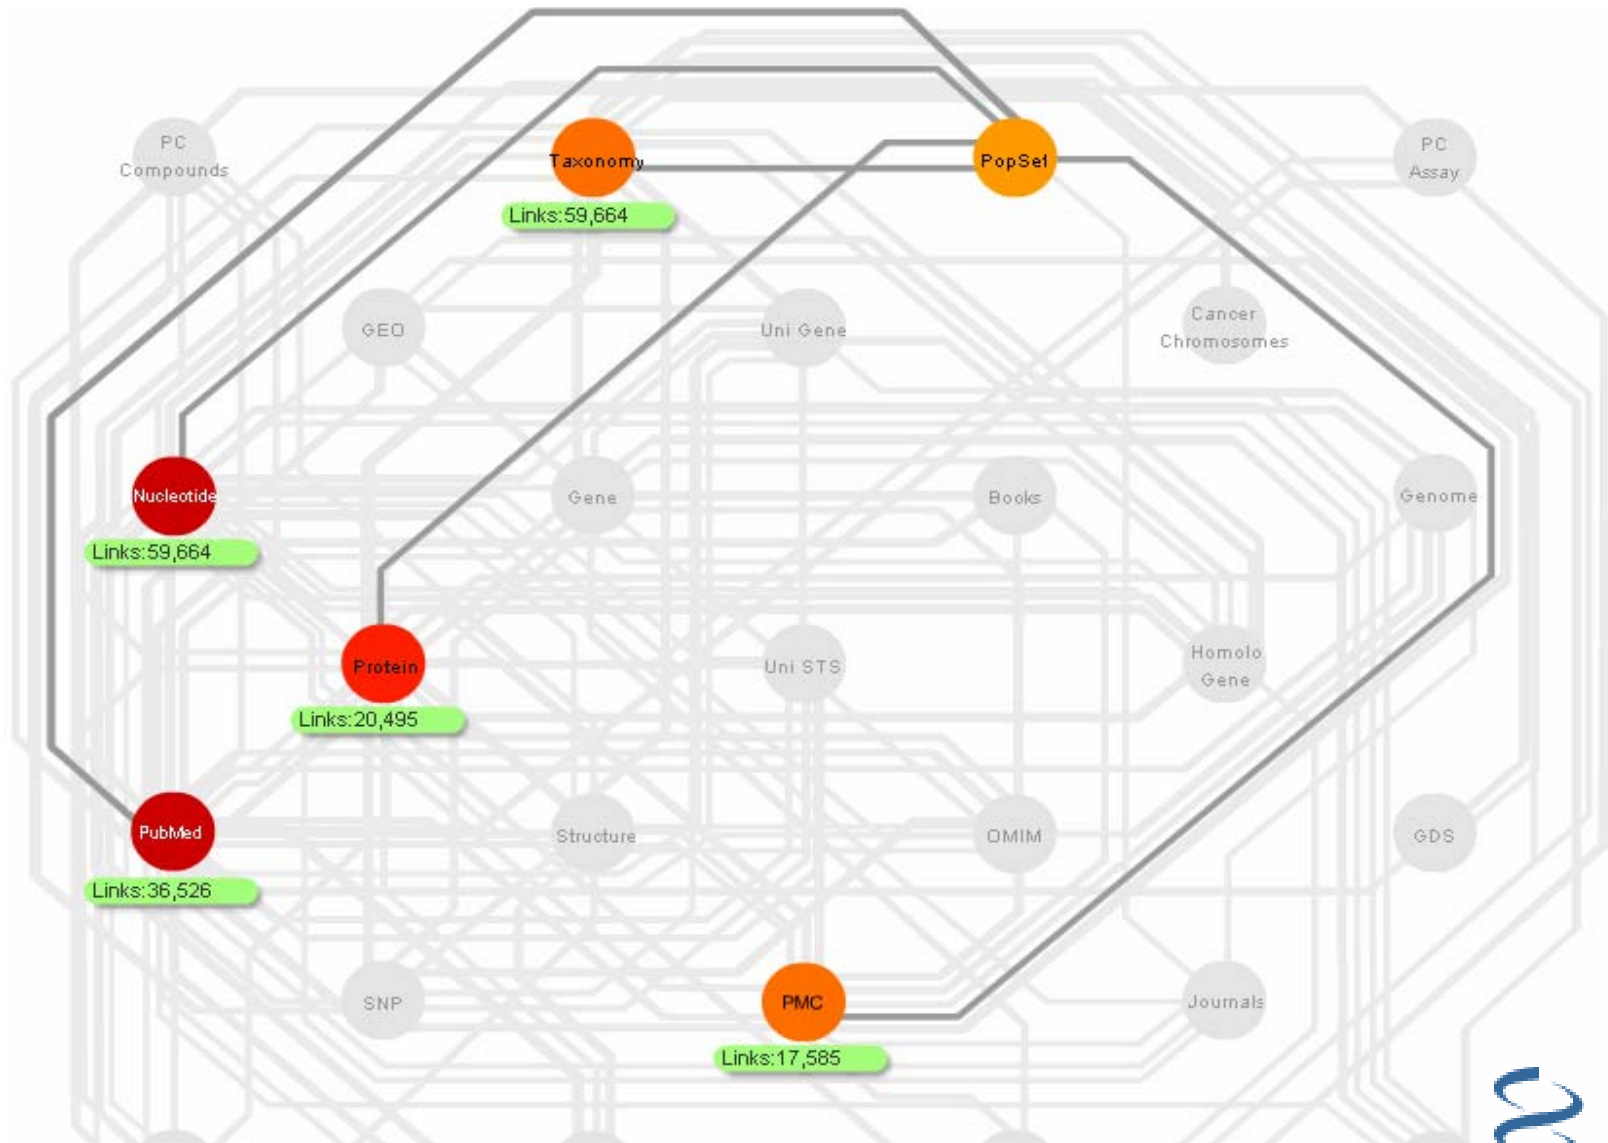 PC
Compounds
Taxonomy
Links:59,664
PopSet
PC
Assay
GEO
Uni Gene
Cancer
Chromosomes
Nucleotide
Links:59,664
Gene
Books
Genome
Protein
Links:20,495
Uni STS
Homolo
Gene
PubMed
Links:36,526
Structure
OMIM
GDS
SNP
PMC
Links:17,585
Journals